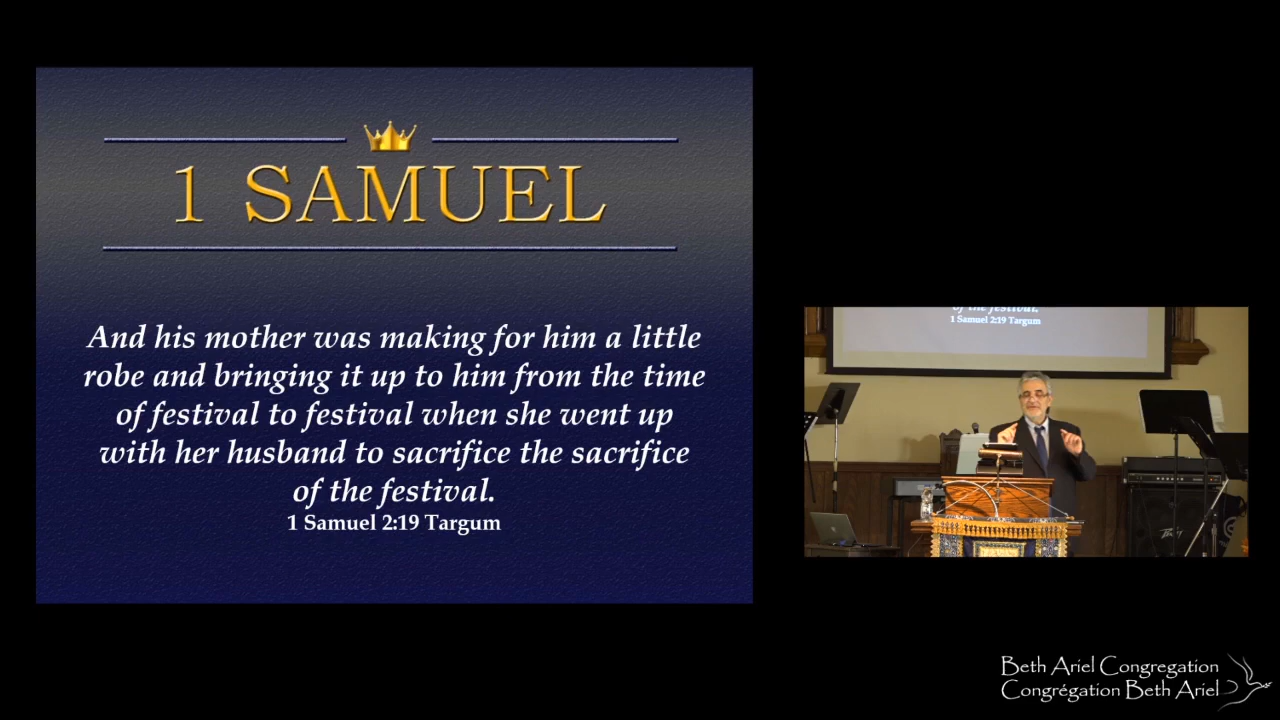 1 SAMUEL
And his mother was making for him a little
robe and bringing it up to him from the time
of festival to festival when she went up
with her husband to sacrifice the sacrifice
of the festival.
1 Samuel 2:19 Targum
of the festival.
1 Samuel 2:19 Targum
PEAVEY
Beth Ariel Congregation
Congrégation Beth Ariel